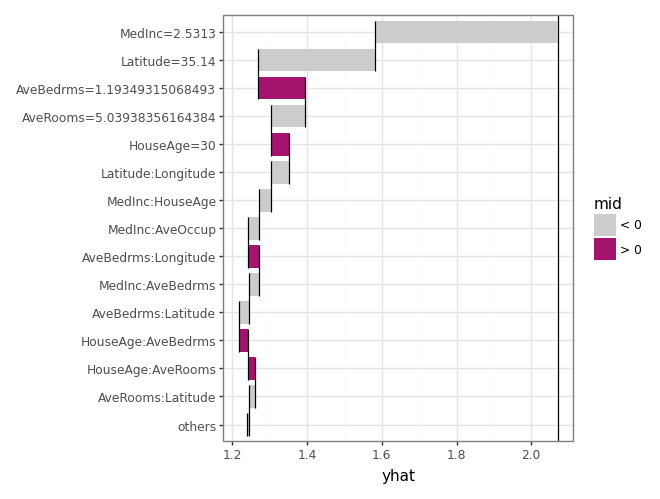 MedInc=2.5313
Latitude=35.14
AveBedrms=1.19349315068493
AveRooms=5.03938356164384
HouseAge=30
Latitude:Longitude
MedInc:HouseAge
MedInc:AveOccup
AveBedrms:Longitude
MedInc:AveBedrms
AveBedrms:Latitude
HouseAge:AveBedrms
HouseAge:AveRooms
AveRooms:Latitude
others
1.2 1.4 1.6 1.8 2.0
yhat
mid
< 0
> 0